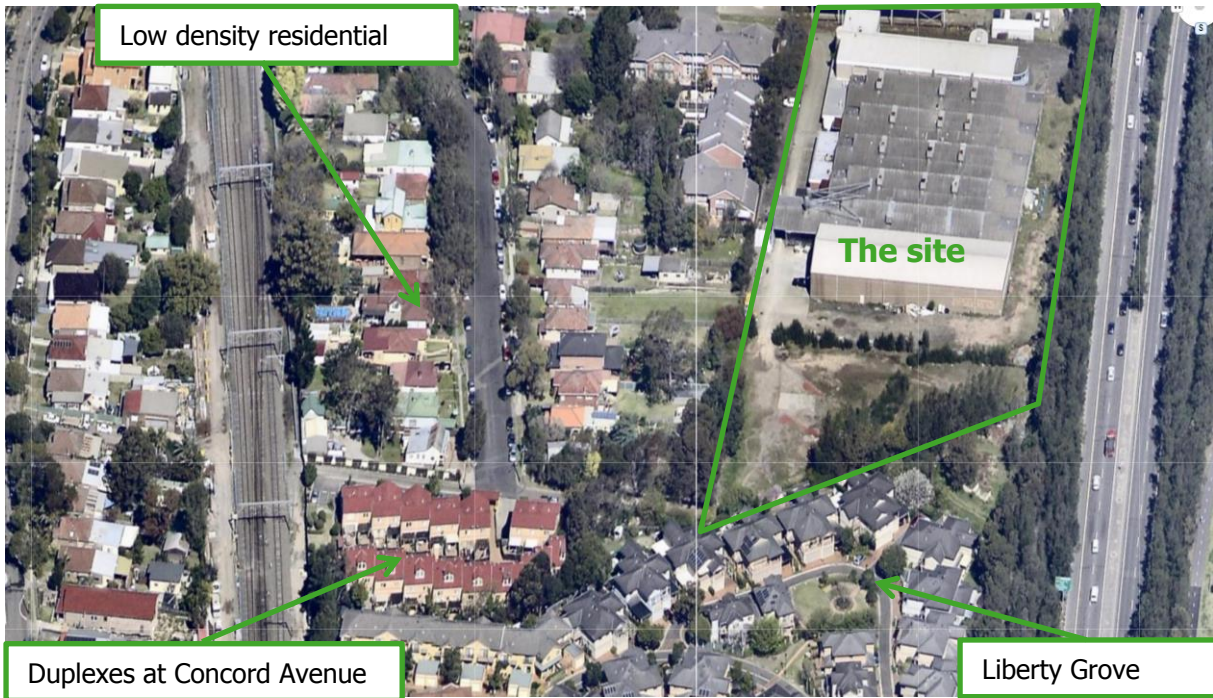 Low density residential
The site
Duplexes at Concord Avenue
Liberty Grove
S